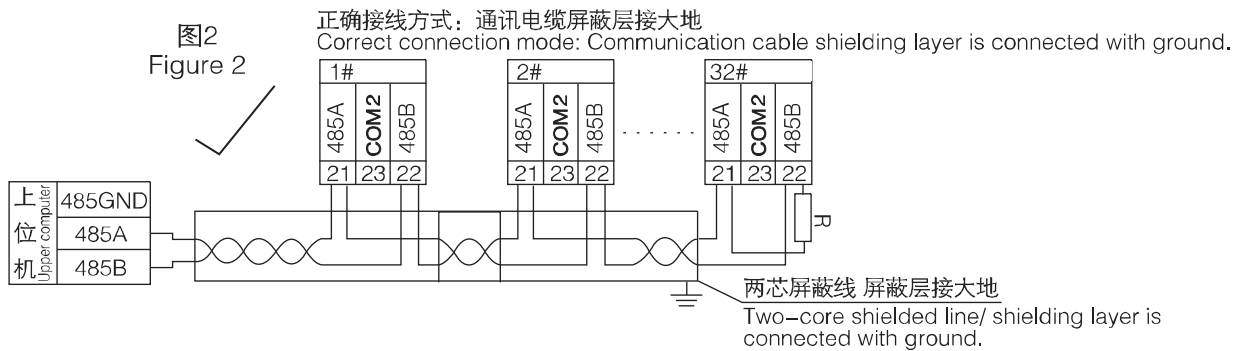 图2
Figure 2
正确接线方式：通讯电缆屏蔽层接大地
Correct connection mode: Communication cable shielding layer is connected with ground.
1#
485A
COM2
485B
21
23
22
2#
485A
COM2
485B
21
23
22
......
32#
485A
COM2
485B
21
23
22
R
上位机
Upper computer
485GND
485A
485B
两芯屏蔽线 屏蔽层接大地
Two-core shielded line/ shielding layer is
connected with ground.